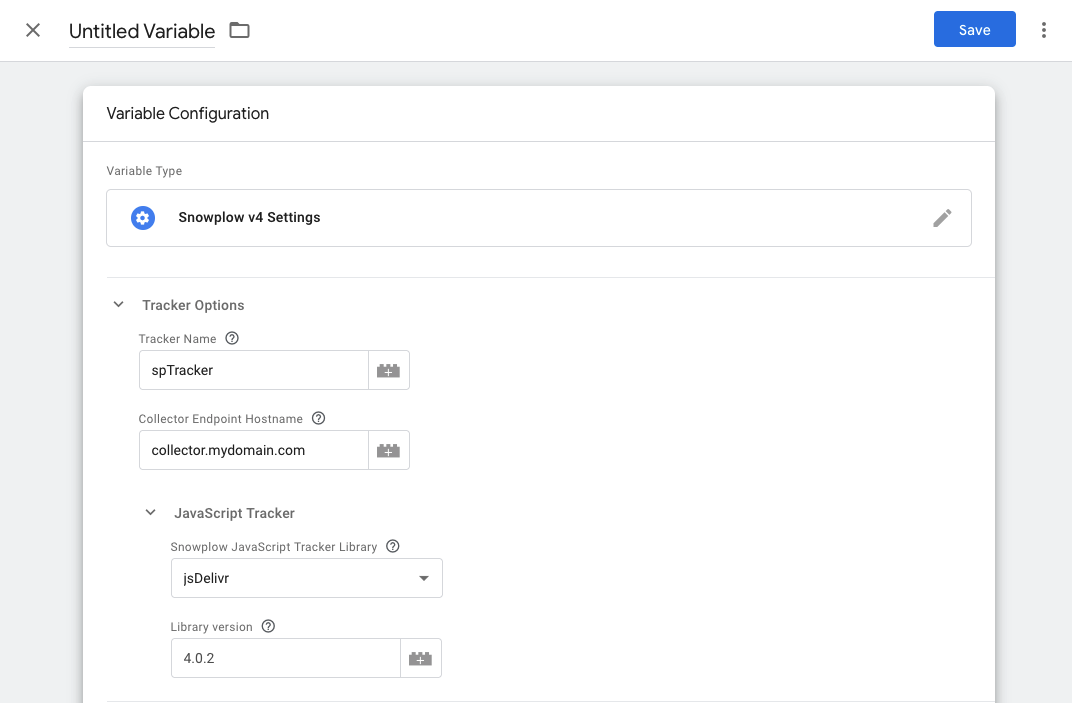 Untitled Variable
Save
Variable Configuration
Variable Type
Snowplow v4 Settings
Tracker Options
Tracker Name
spTracker
Collector Endpoint Hostname
collector.mydomain.com
JavaScript Tracker
Snowplow JavaScript Tracker Library
jsDelivr
Library version
4.0.2